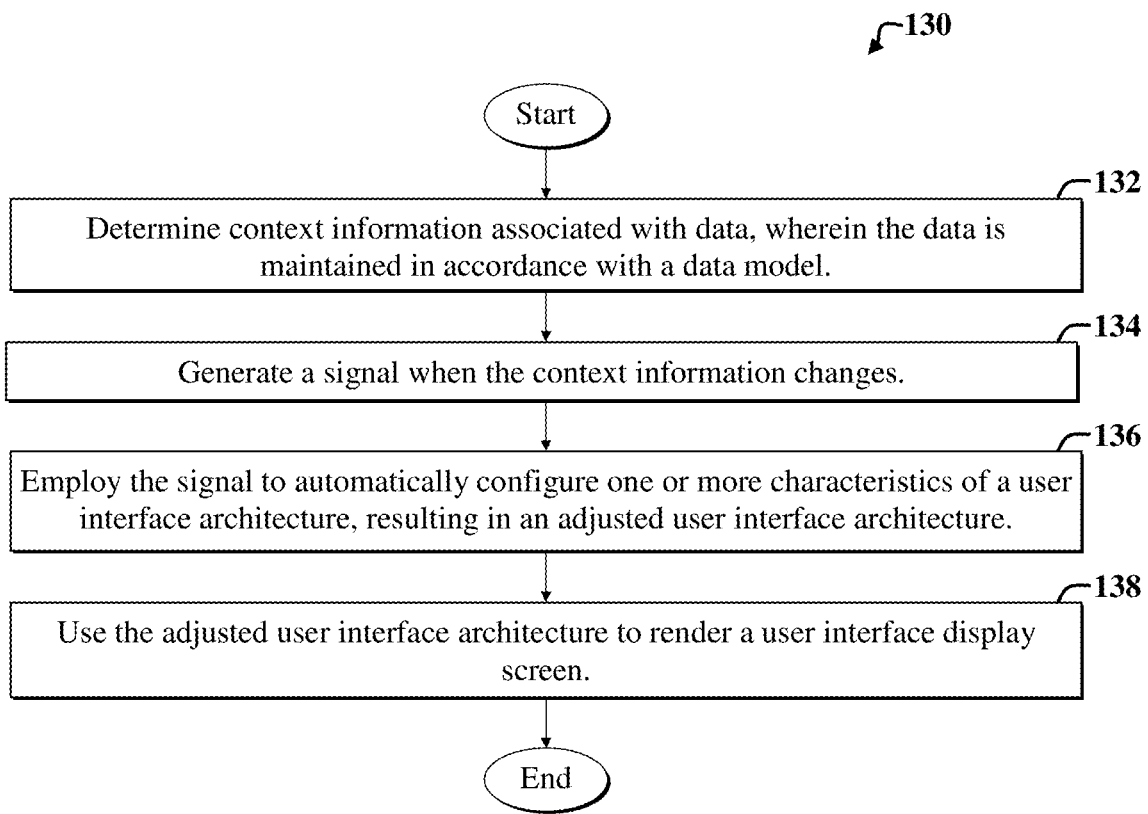 130
Start
132
Determine context information associated with data, wherein the data is
maintained in accordance with a data model.
134
Generate a signal when the context information changes.
136
Employ the signal to automatically configure one or more characteristics of a user
interface architecture, resulting in an adjusted user interface architecture.
138
Use the adjusted user interface architecture to render a user interface display
screen.
End